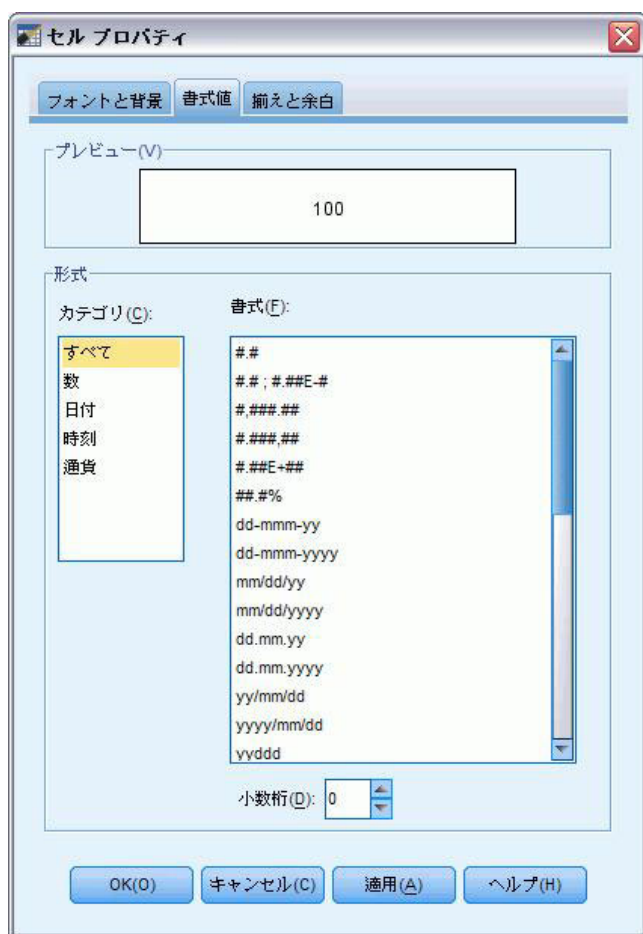 セル プロパティ
フォントと背景 書式値 揃えと余白
プレビュー(V)
100
形式
カテゴリ(C):
すべて
数
日付
時刻
通貨
書式(F):
#.#
#.# ; #.##E-#
#,###.##
#.###,##
#.##E+##
##.#%
dd-mmm-yy
dd-mmm-yyyy
mm/dd/yy
mm/dd/yyyy
dd.mm.yy
dd.mm.yyyy
yy/mm/dd
yyyy/mm/dd
yyddd
小数桁(D): 0
OK(O) キャンセル(C) 適用(A) ヘルプ(H)